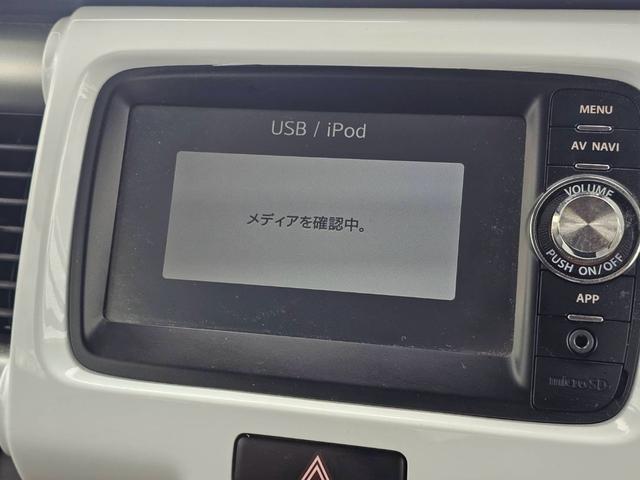 USB / iPod
メディアを確認中。
MENU
AV NAVI
VOLUME
PUSH ON/OFF
APP
microSD